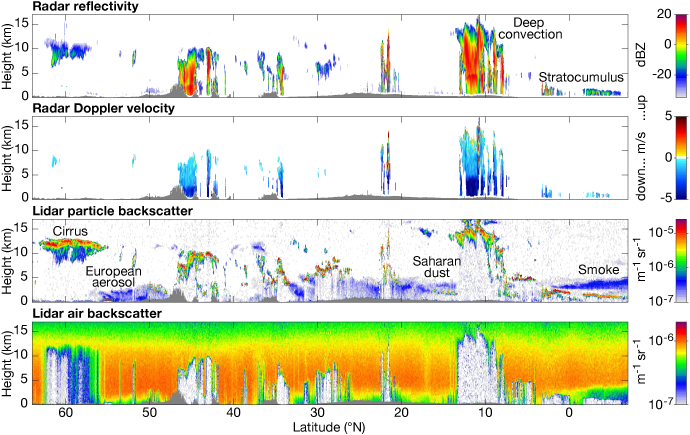 Radar reflectivity
Height (km)
15
10
5
0
Deep
convection
Stratocumulus
20
0
−20
dBZ
Radar Doppler velocity
Height (km)
15
10
5
0
5
0
−5
down... m/s ...up
Lidar particle backscatter
Height (km)
15
10
5
0
Cirrus
European
aerosol
Saharan
dust
Smoke
10-5
10-6
10-7
m-1 sr-1
Lidar air backscatter
Height (km)
15
10
5
0
10-6
10-7
m-1 sr-1
60
50
40
30
20
10
0
Latitude (°N)